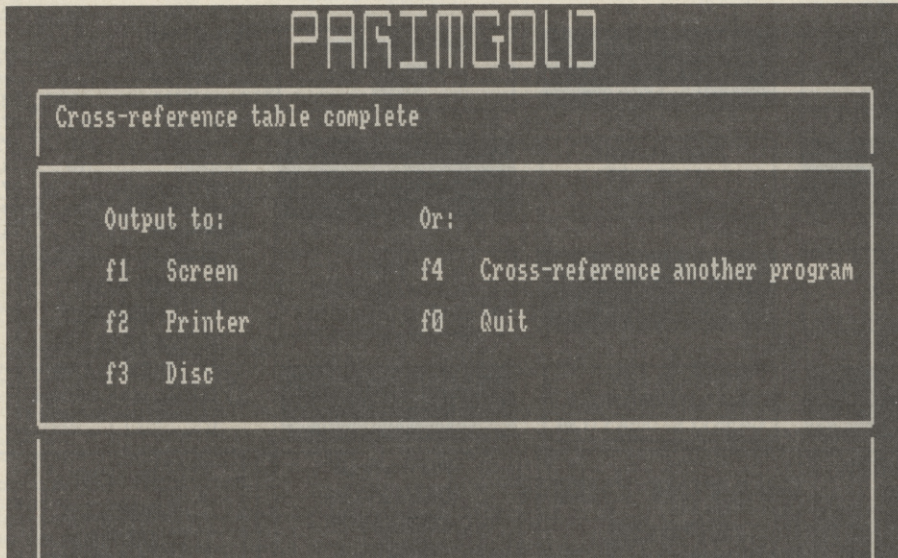 PARIMGOLD
Cross-reference table complete
Output to:
f1 Screen
f2 Printer
f3 Disc
Or:
f4 Cross-reference another program
f0 Quit